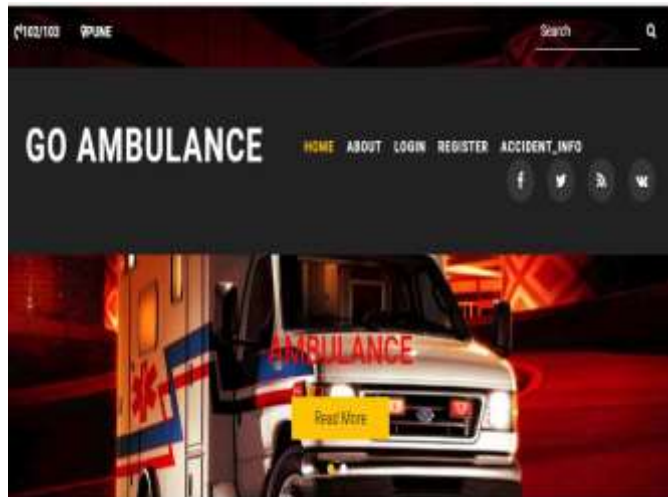 102/103 PUNE Search
GO AMBULANCE
HOME ABOUT LOGIN REGISTER ACCIDENT_INFO
AMBULANCE
Read More